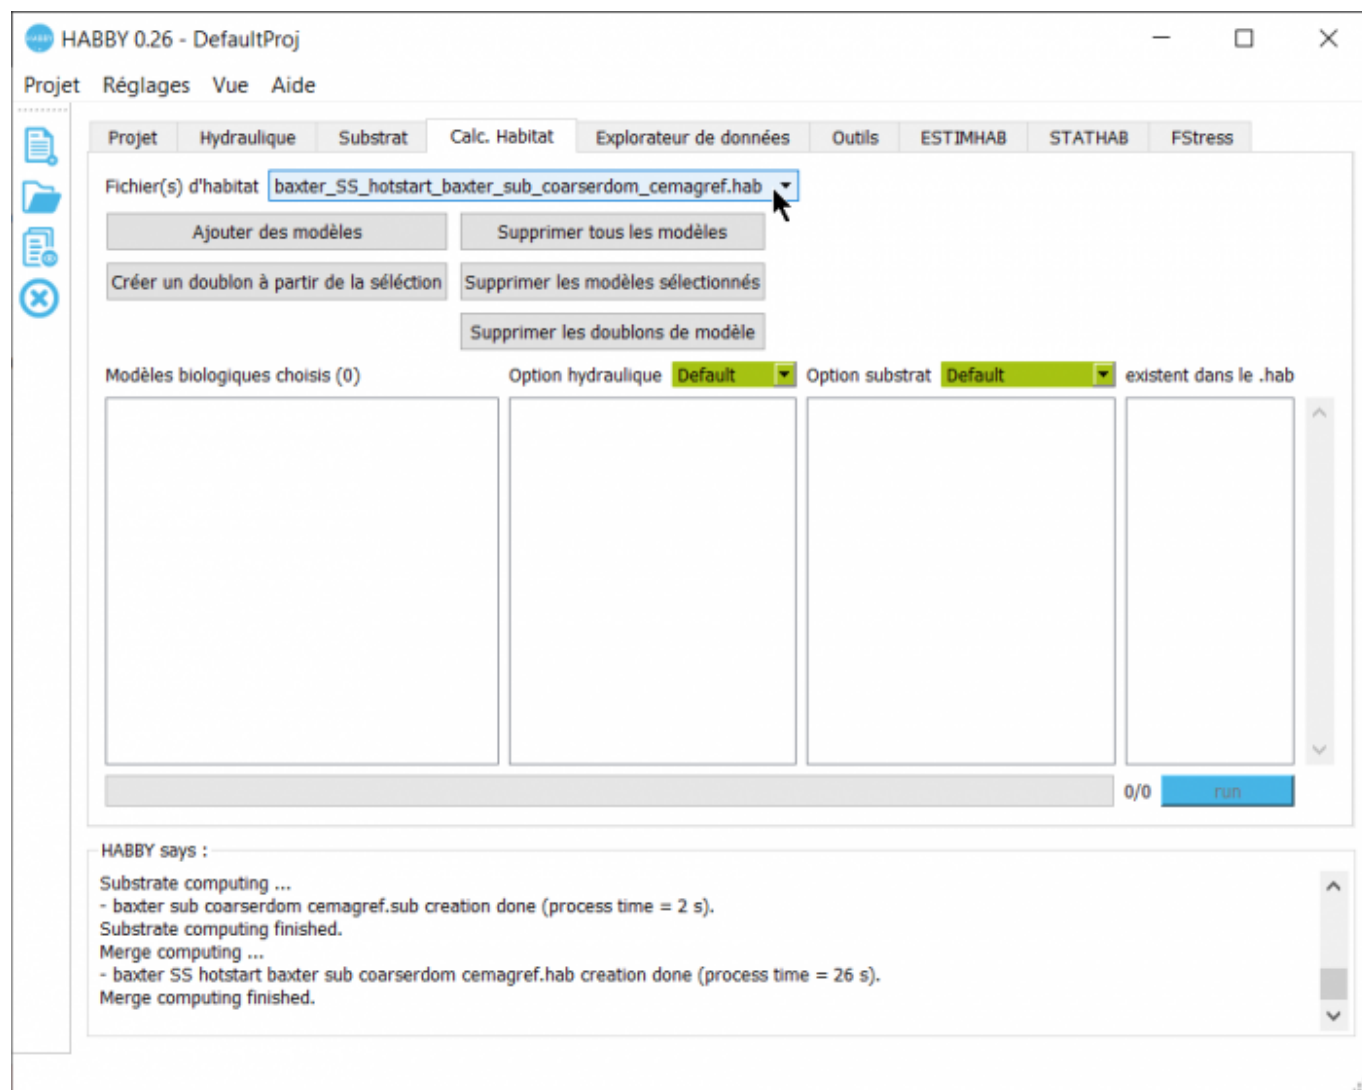 HABBY 0.26 - DefaultProj
Projet Réglages Vue Aide
Projet Hydraulique Substrat Calc. Habitat Explorateur de données Outils ESTIMHAB STATHAB FStress
Fichier(s) d'habitat baxter_SS_hotstart_baxter_sub_coarserdom_cemagref.hab
Ajouter des modèles Supprimer tous les modèles
Créer un doublon à partir de la séléction Supprimer les modèles sélectionnés
Supprimer les doublons de modèle
Modèles biologiques choisis (0) Option hydraulique Default Option substrat Default existent dans le .hab
0/0 run
HABBY says :
Substrate computing ...
- baxter sub coarserdom cemagref.sub creation done (process time = 2 s).
Substrate computing finished.
Merge computing ...
- baxter SS hotstart baxter sub coarserdom cemagref.hab creation done (process time = 26 s).
Merge computing finished.